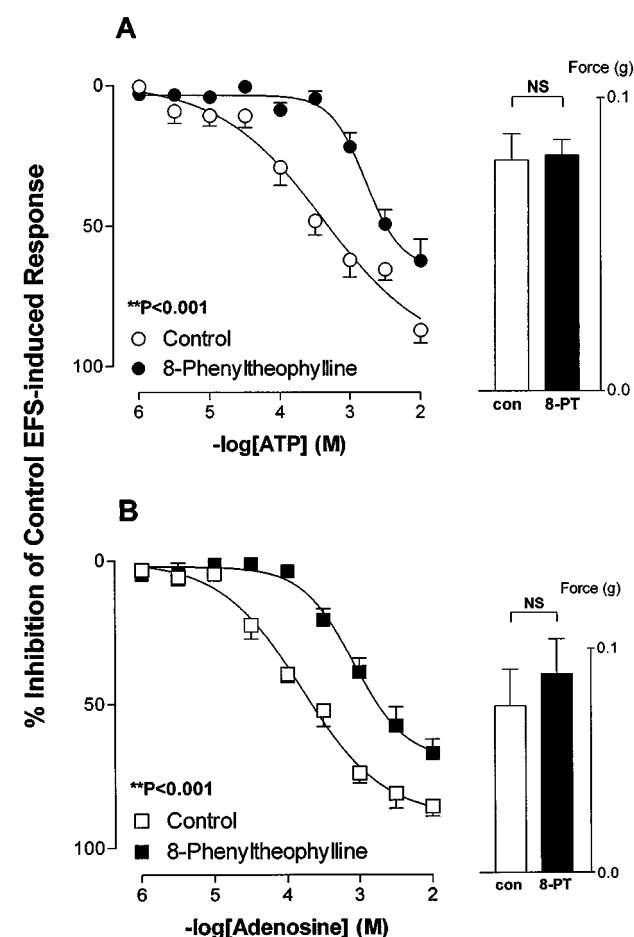 A
% Inhibition of Control EFS-induced Response
0
50
100
**P<0.001
Control
8-Phenyltheophylline
6 5 4 3 2
-log[ATP] (M)
Force (g)
NS
0.1
0.0
con 8-PT
B
0
50
100
**P<0.001
Control
8-Phenyltheophylline
6 5 4 3 2
-log[Adenosine] (M)
Force (g)
NS
0.1
0.0
con 8-PT